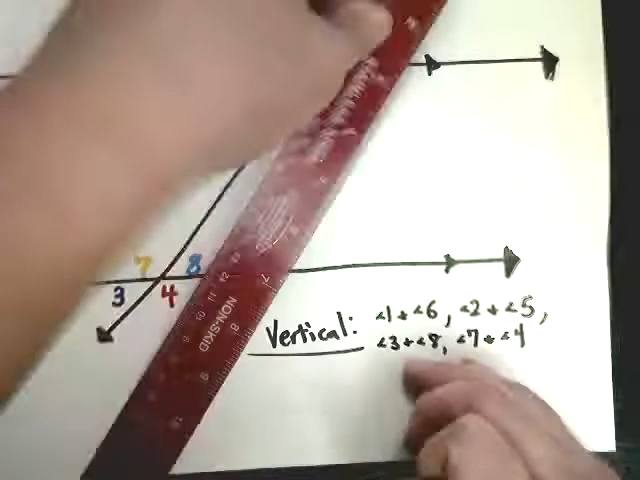 7 8
3 4
NON-SKID
Vertical: ∠1 + ∠6, ∠2 + ∠5,
∠3 + ∠8, ∠7 + ∠4